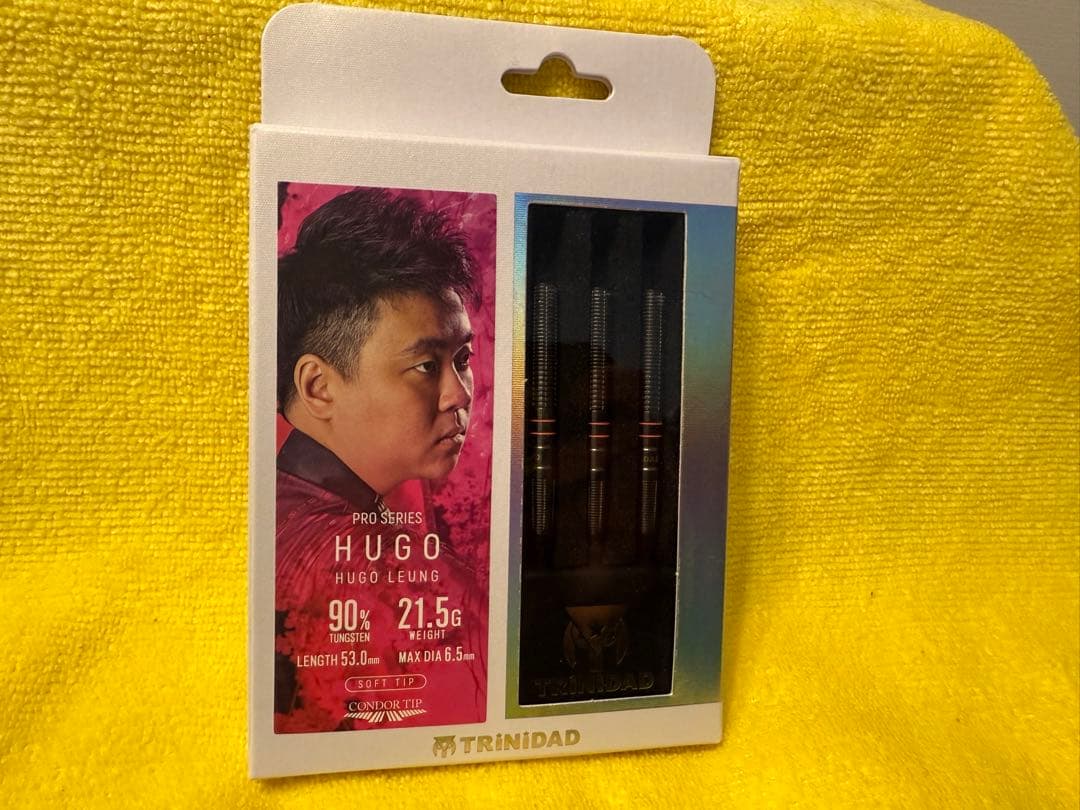 PRO SERIES
HUGO
HUGO LEUNG
90% 21.5G
TUNGSTEN WEIGHT
LENGTH 53.0mm MAX DIA 6.5mm
SOFT TIP
CONDOR TIP
TRiNiDAD
TRiNiDAD